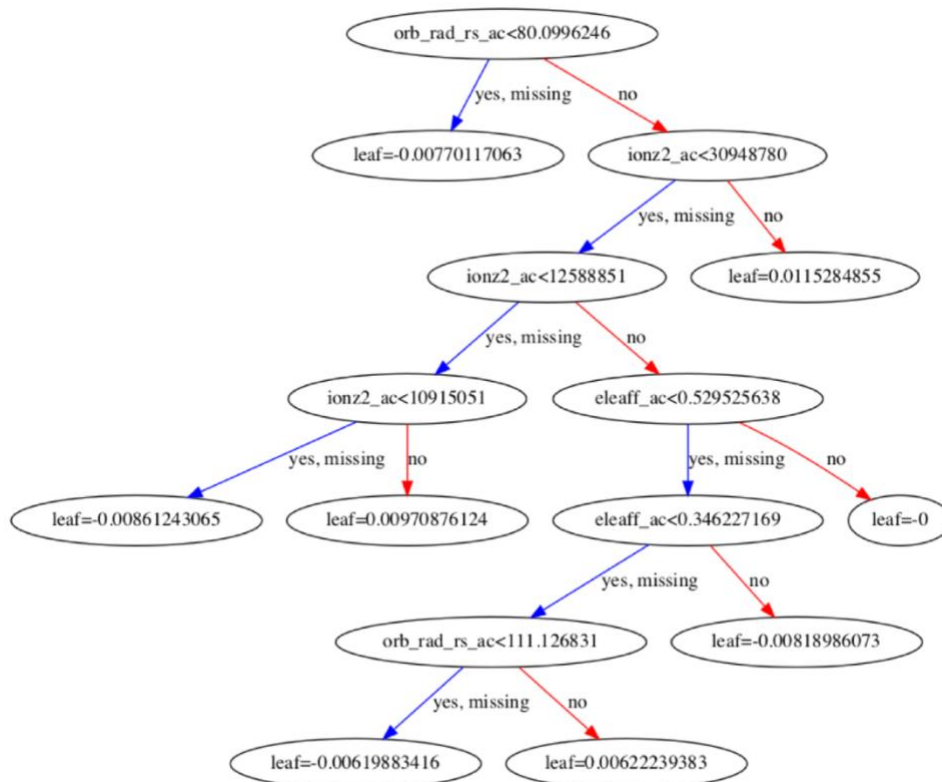 orb_rad_rs_ac<80.0996246
yes, missing
no
leaf=-0.00770117063
ionz2_ac<30948780
yes, missing
no
ionz2_ac<12588851
leaf=0.0115284855
yes, missing
no
ionz2_ac<10915051
eleaff_ac<0.529525638
yes, missing
no
yes, missing
no
leaf=-0.00861243065
leaf=0.00970876124
eleaff_ac<0.346227169
leaf=-0
yes, missing
no
orb_rad_rs_ac<111.126831
leaf=-0.00818986073
yes, missing
no
leaf=-0.00619883416
leaf=0.00622239383